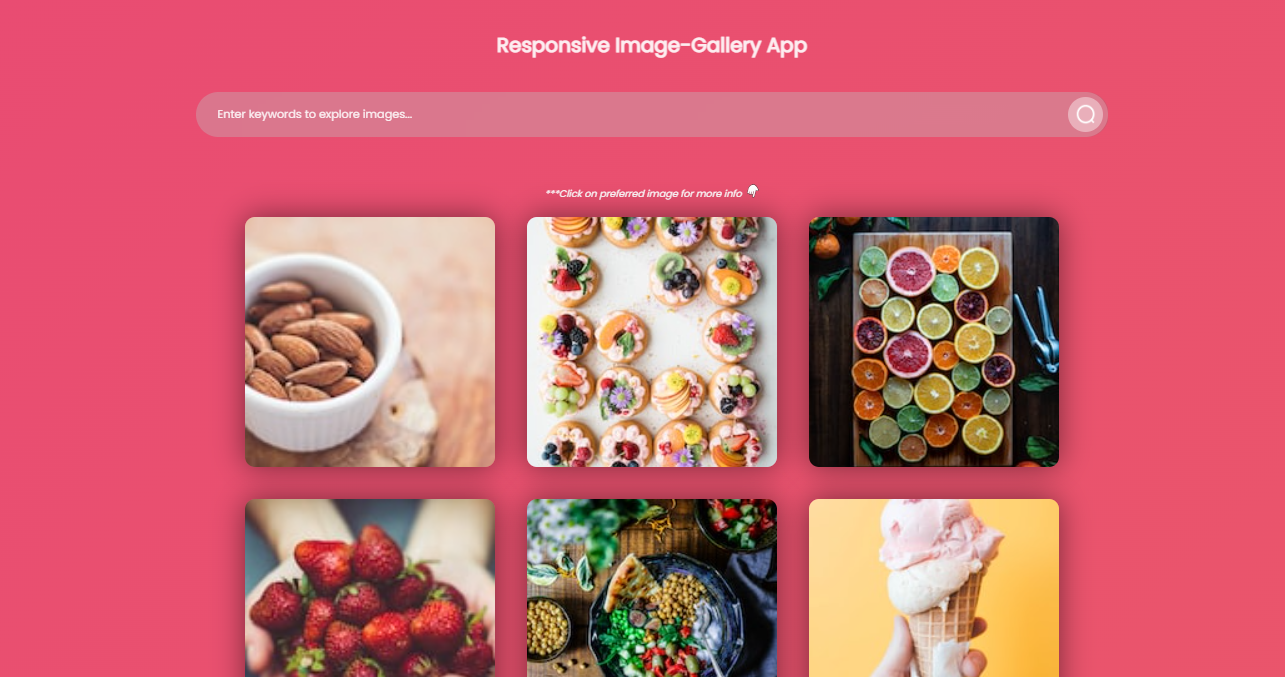 Responsive Image-Gallery App
Enter keywords to explore images...
***Click on preferred image for more info 👇